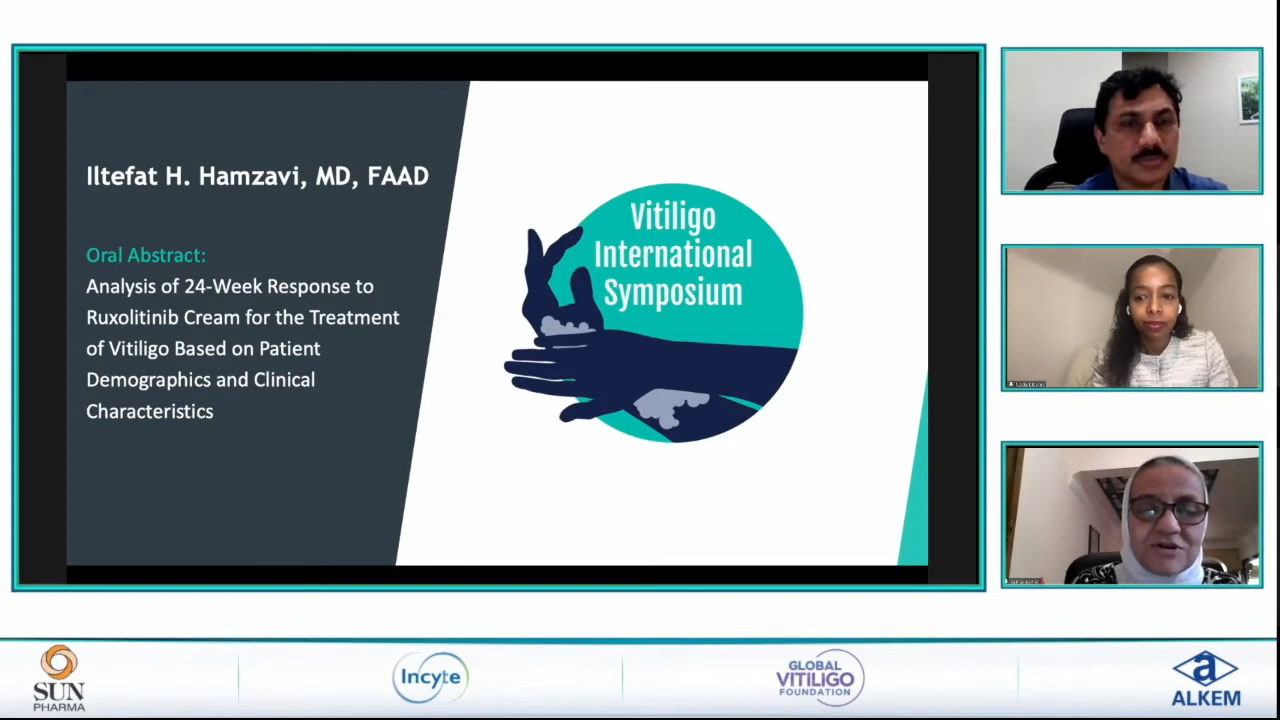 Iltefat H. Hamzavi, MD, FAAD
Oral Abstract:
Analysis of 24-Week Response to
Ruxolitinib Cream for the Treatment
of Vitiligo Based on Patient
Demographics and Clinical
Characteristics
Vitiligo
International
Symposium
SUN
PHARMA
Incyte
GLOBAL
VITILIGO
FOUNDATION
a
ALKEM